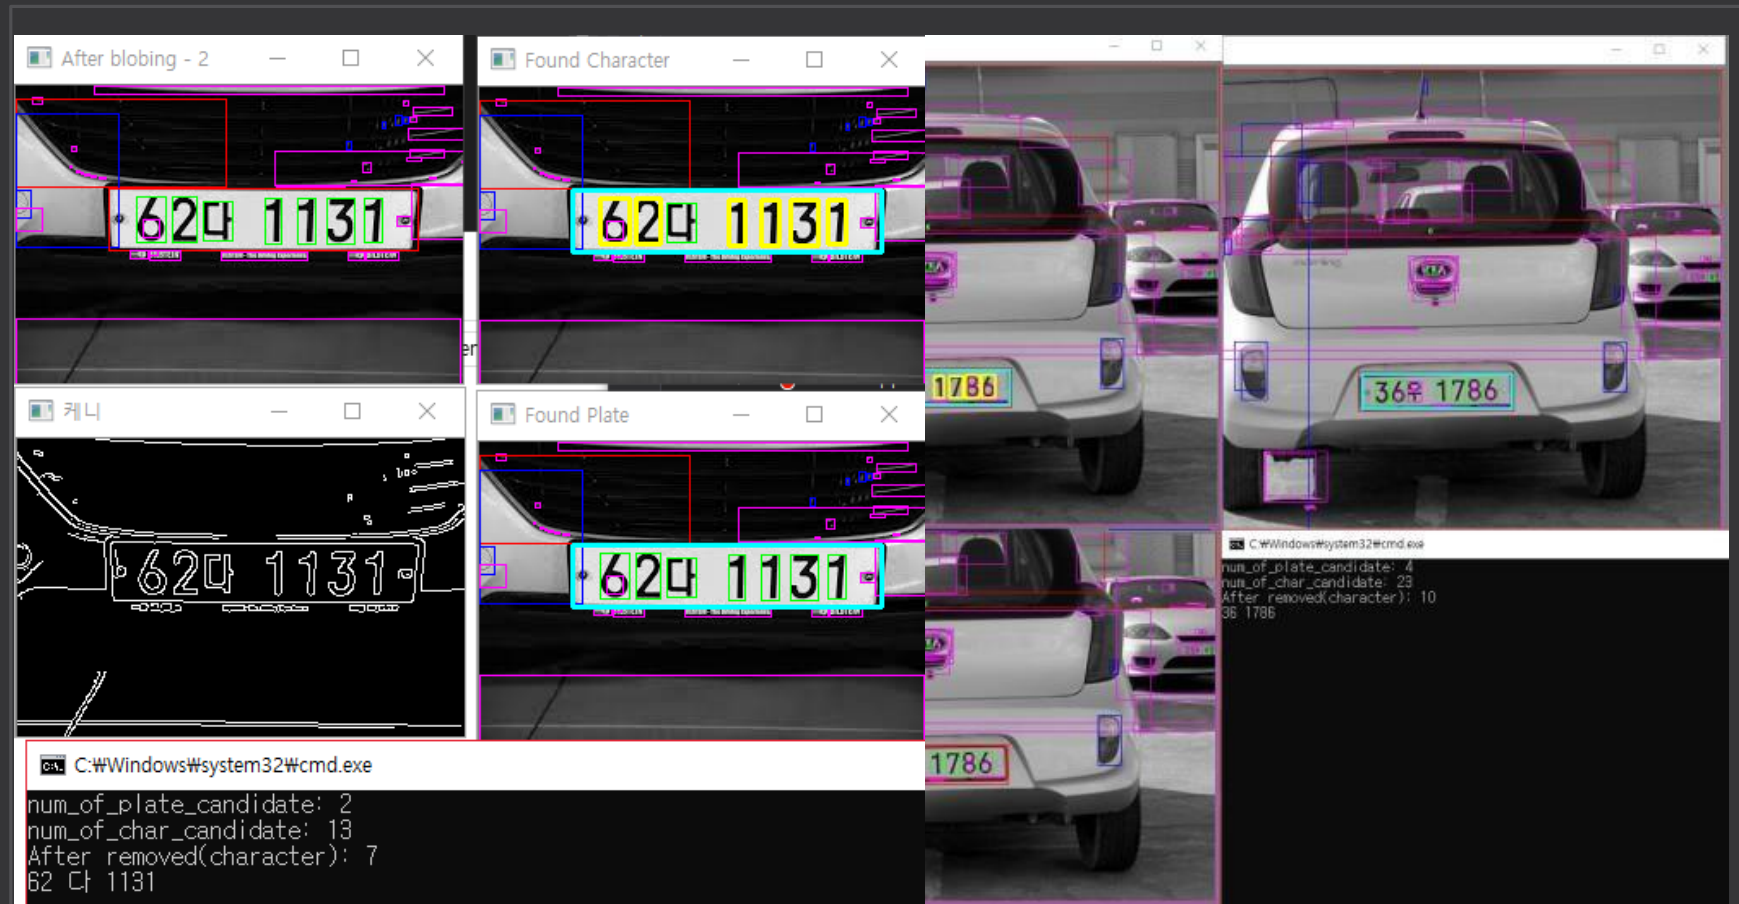 After blobing - 2
62다 1131
Found Character
62다 1131
케니
62다 1131
Found Plate
62다 1131
C:₩Windows₩system32₩cmd.exe
num_of_plate_candidate: 2
num_of_char_candidate: 13
After removed(character): 7
62 다 1131
1786
1786
morning
KIA
36우 1786
C:₩Windows₩system32₩cmd.exe
num_of_plate_candidate: 4
num_of_char_candidate: 23
After removed(character): 10
36 1786